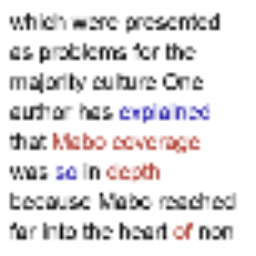 which were presented
as problems for the
majority culture One
author has explained
that Mabo coverage
was so in depth
because Mabo reached
far into the heart of non